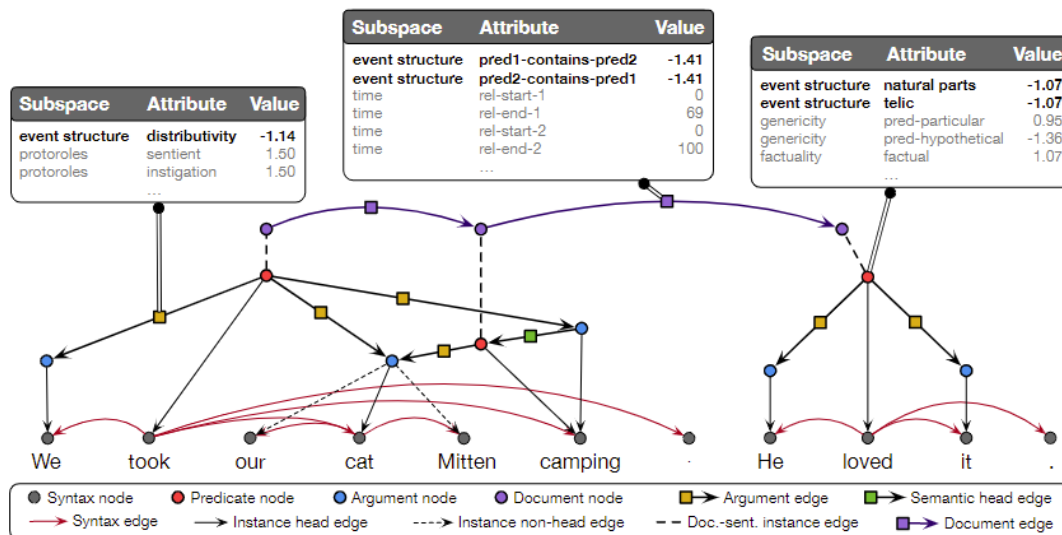 Subspace Attribute Value
event structure pred1-contains-pred2 -1.41
event structure pred2-contains-pred1 -1.41
time rel-start-1 0
time rel-end-1 69
time rel-start-2 0
time rel-end-2 100
...
Subspace Attribute Value
event structure natural parts -1.07
event structure telic -1.07
genericity pred-particular 0.95
genericity pred-hypothetical -1.36
factuality factual 1.07
...
Subspace Attribute Value
event structure distributivity -1.14
protoroles sentient 1.50
protoroles instigation 1.50
...
We took our cat Mitten camping . He loved it .
Syntax node Predicate node Argument node Document node Argument edge Semantic head edge
Syntax edge Instance head edge Instance non-head edge Doc.-sent. instance edge Document edge